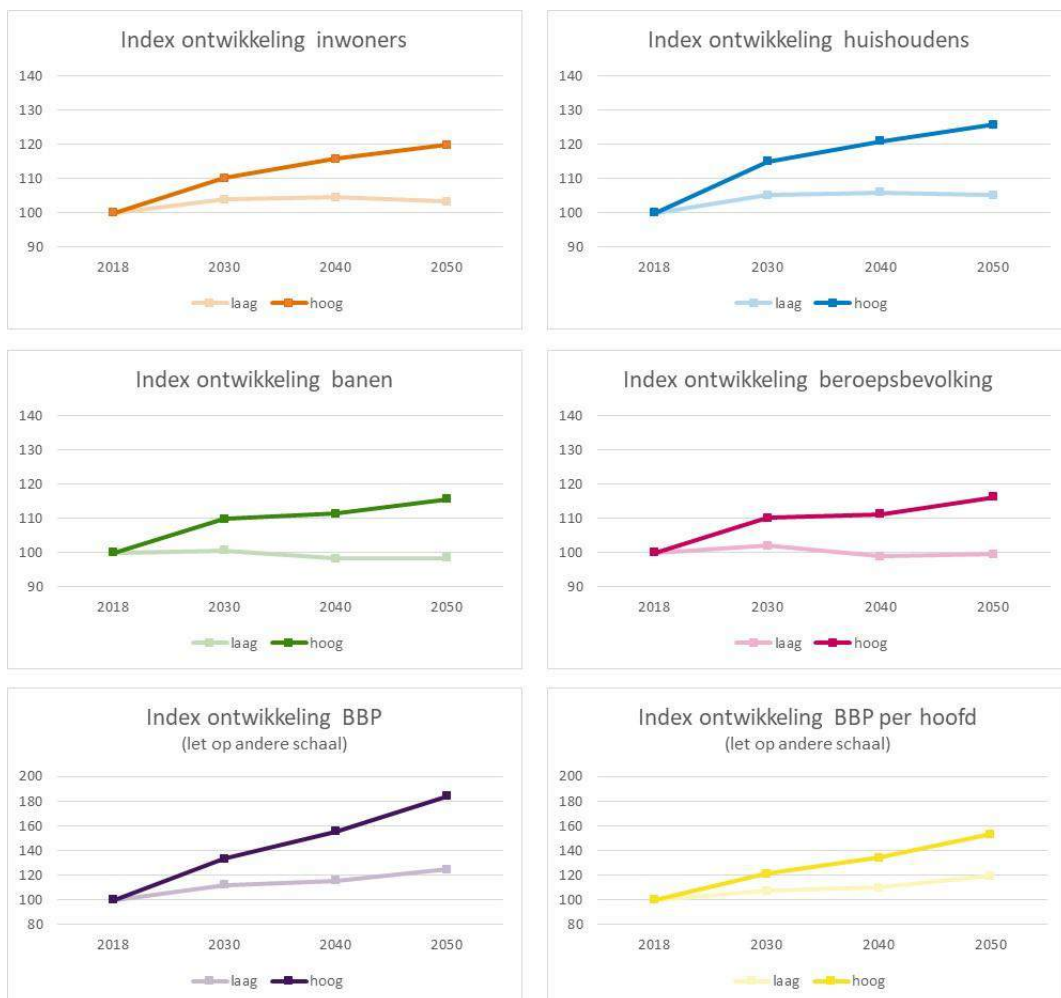 Index ontwikkeling inwoners
140
130
120
110
100
90
2018 2030 2040 2050
laag hoog
Index ontwikkeling huishoudens
140
130
120
110
100
90
2018 2030 2040 2050
laag hoog
Index ontwikkeling banen
140
130
120
110
100
90
2018 2030 2040 2050
laag hoog
Index ontwikkeling beroepsbevolking
140
130
120
110
100
90
2018 2030 2040 2050
laag hoog
Index ontwikkeling BBP
(let op andere schaal)
200
180
160
140
120
100
80
2018 2030 2040 2050
laag hoog
Index ontwikkeling BBP per hoofd
(let op andere schaal)
200
180
160
140
120
100
80
2018 2030 2040 2050
laag hoog